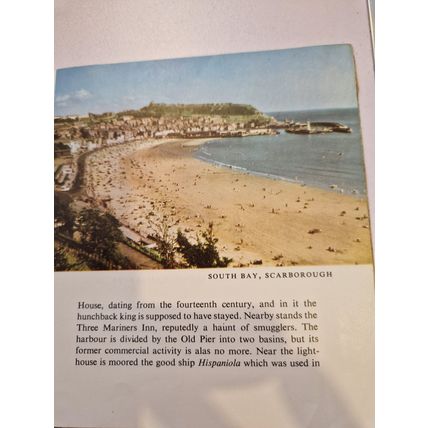 SOUTH BAY, SCARBOROUGH
House, dating from the fourteenth century, and in it the
hunchback king is supposed to have stayed. Nearby stands the
Three Mariners Inn, reputedly a haunt of smugglers. The
harbour is divided by the Old Pier into two basins, but its
former commercial activity is alas no more. Near the light-
house is moored the good ship Hispaniola which was used in